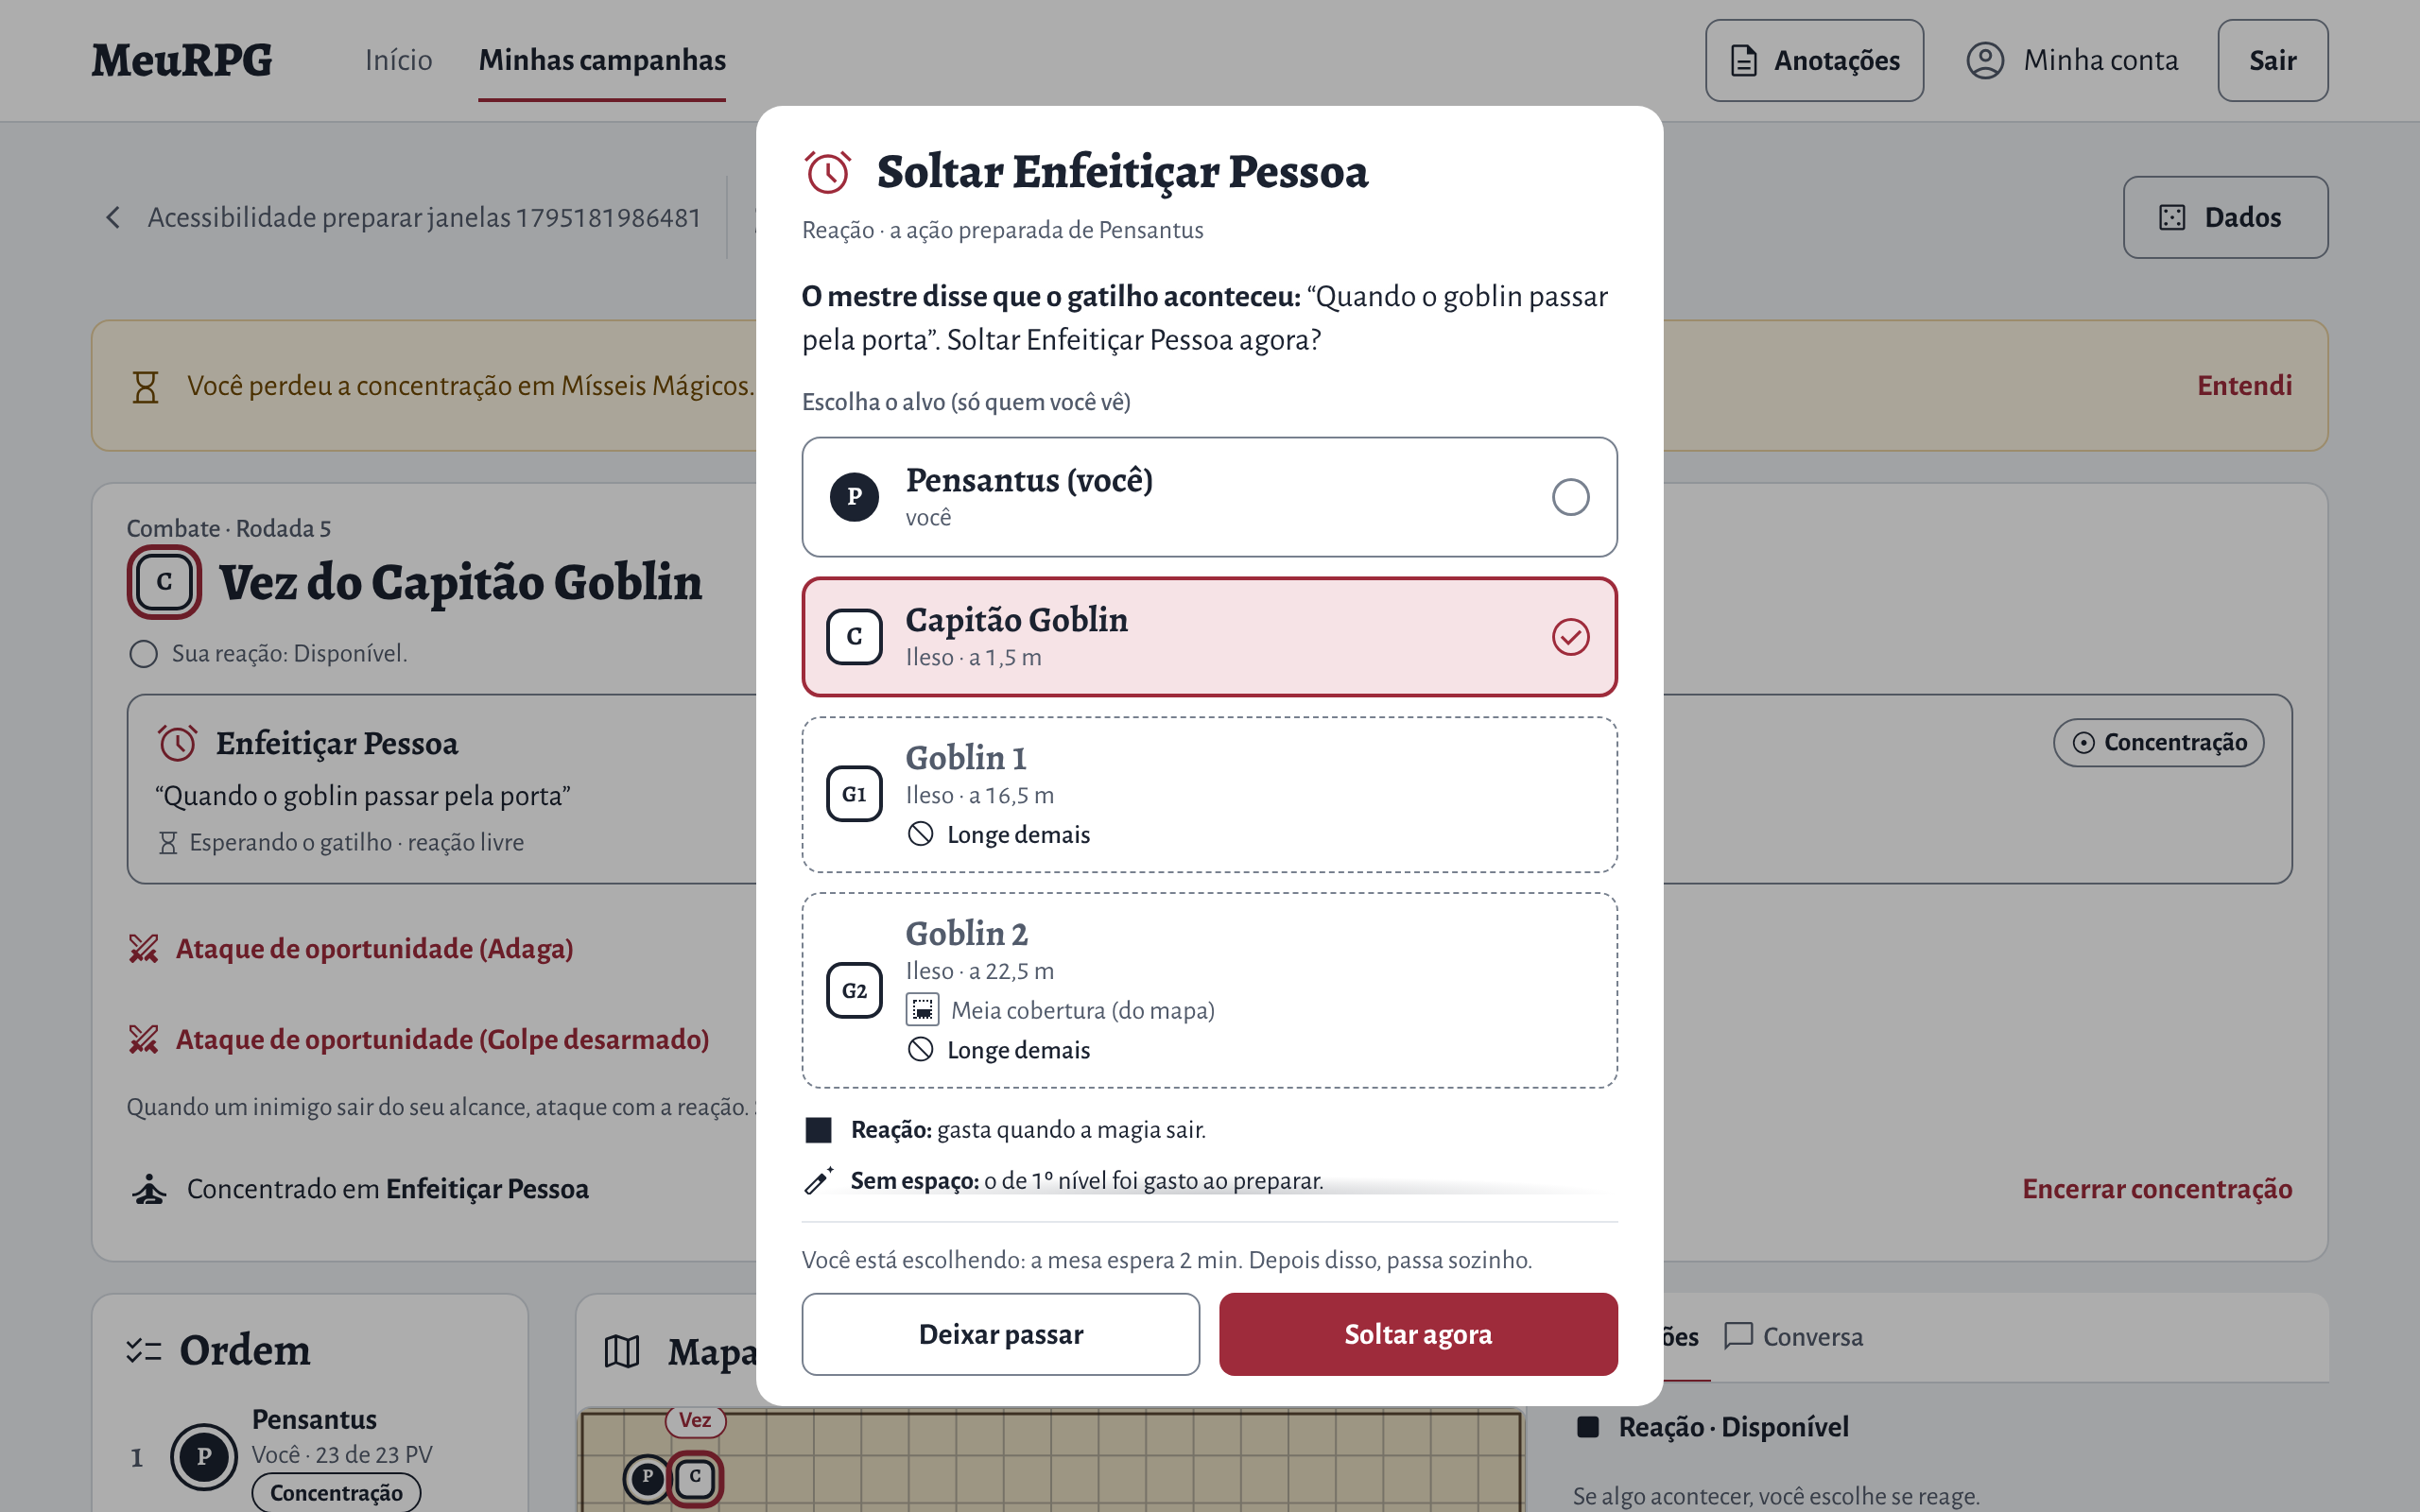 MeuRPG
Início
Minhas campanhas
Anotações
Minha conta
Sair
Acessibilidade preparar janelas 1795181986481
Dados
Você perdeu a concentração em Mísseis Mágicos.
Entendi
Combate · Rodada 5
C
Vez do Capitão Goblin
Sua reação: Disponível.
Enfeitiçar Pessoa
Concentração
“Quando o goblin passar pela porta”
Esperando o gatilho · reação livre
Ataque de oportunidade (Adaga)
Ataque de oportunidade (Golpe desarmado)
Quando um inimigo sair do seu alcance, ataque com a reação.
Concentrado em Enfeitiçar Pessoa
Encerrar concentração
Soltar Enfeitiçar Pessoa
Reação · a ação preparada de Pensantus
O mestre disse que o gatilho aconteceu: “Quando o goblin passar
pela porta”. Soltar Enfeitiçar Pessoa agora?
Escolha o alvo (só quem você vê)
P
Pensantus (você)
você
C
Capitão Goblin
Ileso · a 1,5 m
G1
Goblin 1
Ileso · a 16,5 m
Longe demais
G2
Goblin 2
Ileso · a 22,5 m
Meia cobertura (do mapa)
Longe demais
Reação: gasta quando a magia sair.
Sem espaço: o de 1º nível foi gasto ao preparar.
Você está escolhendo: a mesa espera 2 min. Depois disso, passa sozinho.
Deixar passar
Soltar agora
Ordem
1
P
Pensantus
Você · 23 de 23 PV
Concentração
Mapa
Vez
P
C
ões
Conversa
Reação · Disponível
Se algo acontecer, você escolhe se reage.